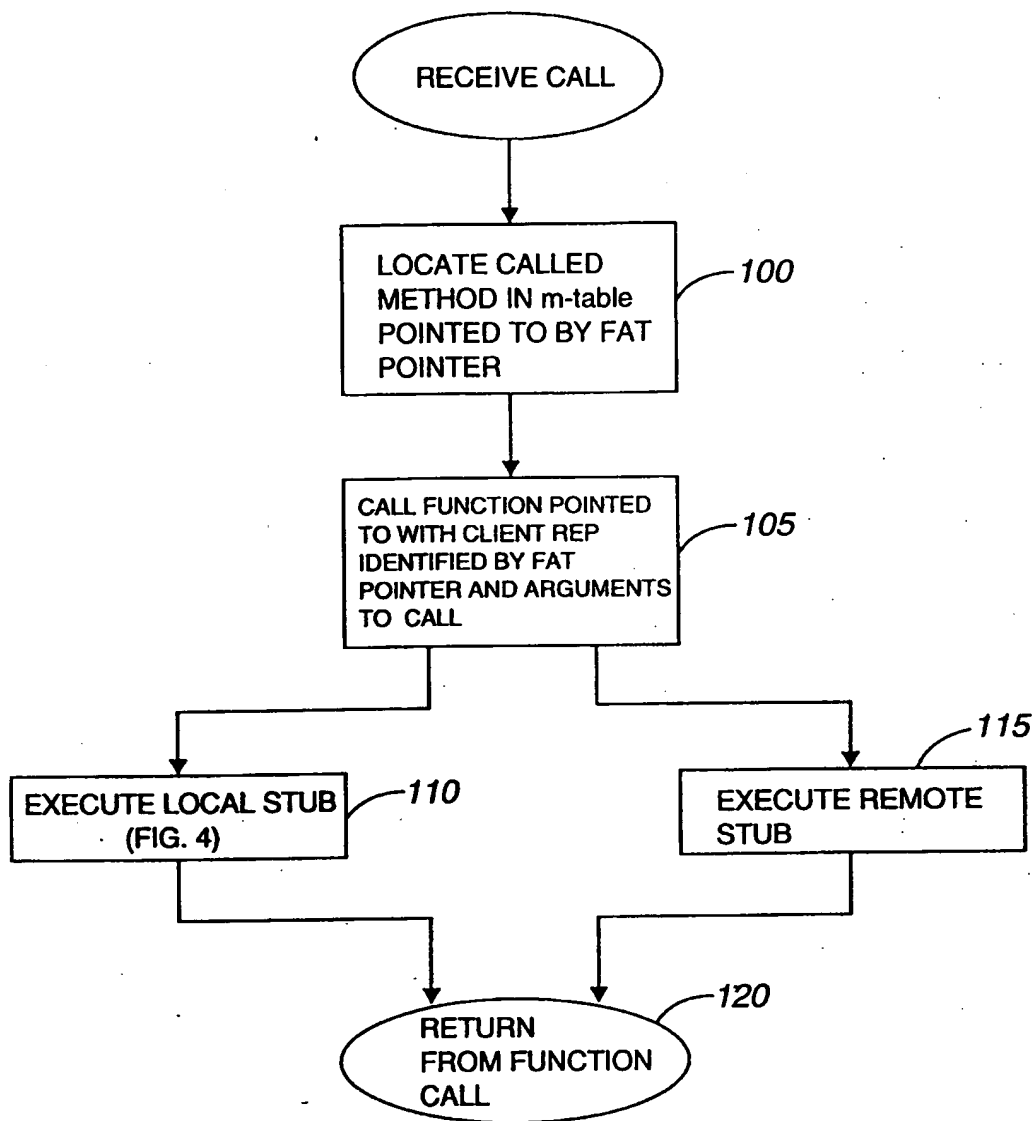 RECEIVE CALL
LOCATE CALLED
METHOD IN m-table
POINTED TO BY FAT
POINTER
100
CALL FUNCTION POINTED
TO WITH CLIENT REP
IDENTIFIED BY FAT
POINTER AND ARGUMENTS
TO CALL
105
EXECUTE LOCAL STUB
(FIG. 4)
110
EXECUTE REMOTE
STUB
115
RETURN
FROM FUNCTION
CALL
120